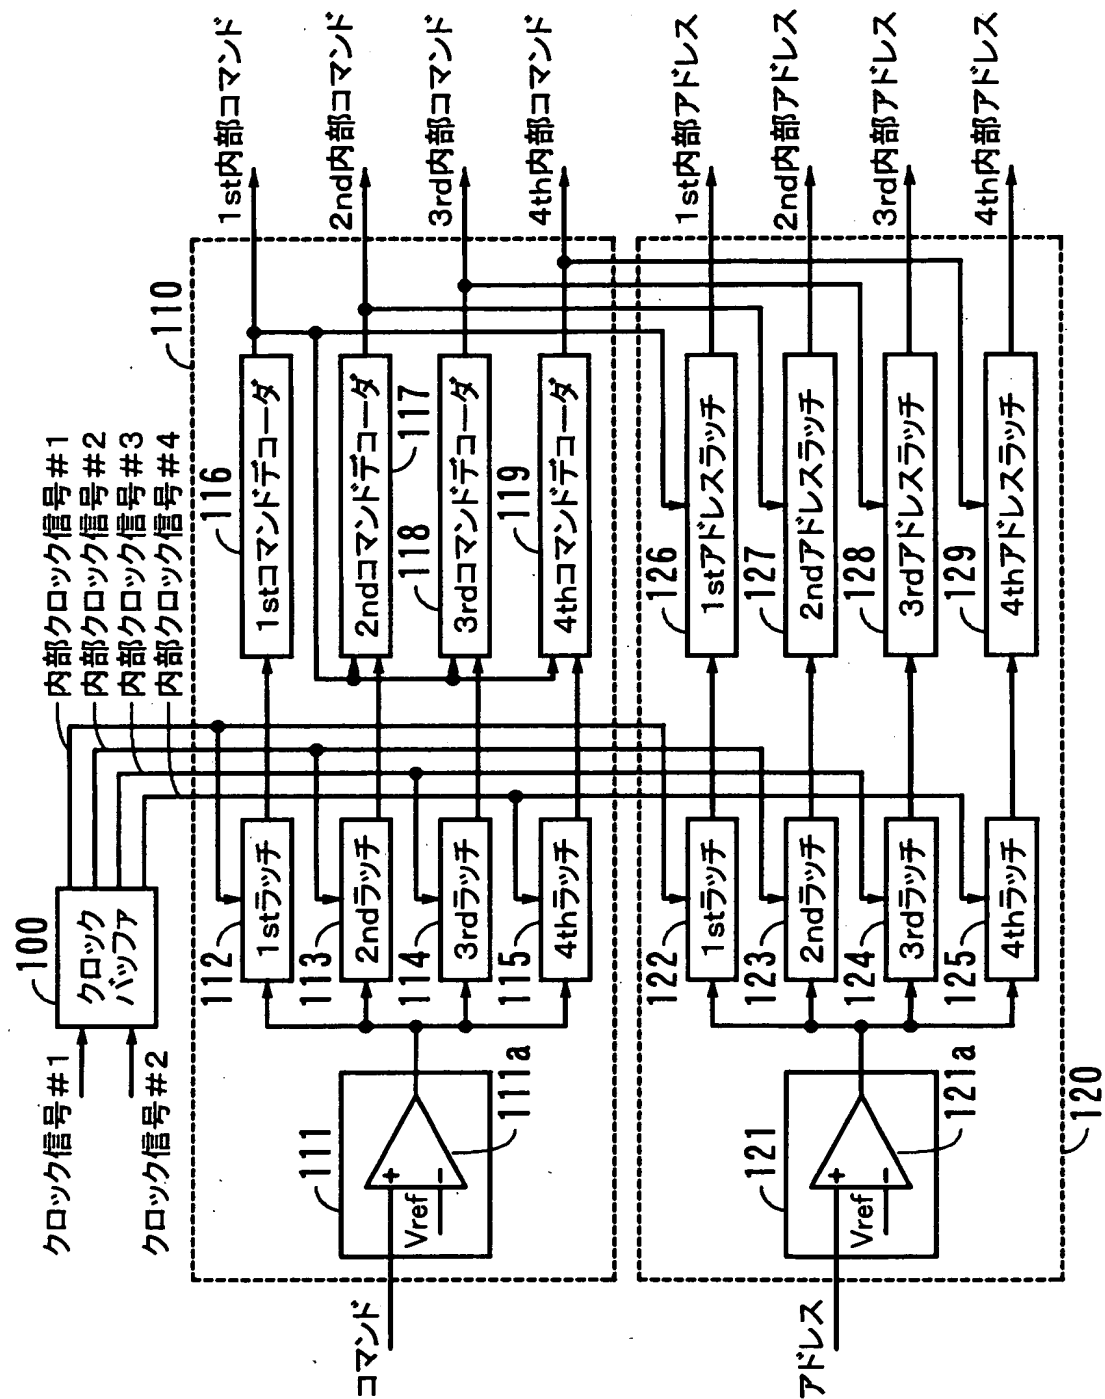 クロック信号#1
クロック信号#2
100
クロック
バッファ
内部クロック信号#1
内部クロック信号#2
内部クロック信号#3
内部クロック信号#4
110
コマンド
111
Vref
+
−
111a
112
1stラッチ
113
2ndラッチ
114
3rdラッチ
115
4thラッチ
116
1stコマンドデコーダ
2ndコマンドデコーダ
117
118
3rdコマンドデコーダ
119
4thコマンドデコーダ
1st内部コマンド
2nd内部コマンド
3rd内部コマンド
4th内部コマンド
アドレス
121
Vref
+
−
121a
122
1stラッチ
123
2ndラッチ
124
3rdラッチ
125
4thラッチ
126
1stアドレスラッチ
127
2ndアドレスラッチ
128
3rdアドレスラッチ
129
4thアドレスラッチ
1st内部アドレス
2nd内部アドレス
3rd内部アドレス
4th内部アドレス
120